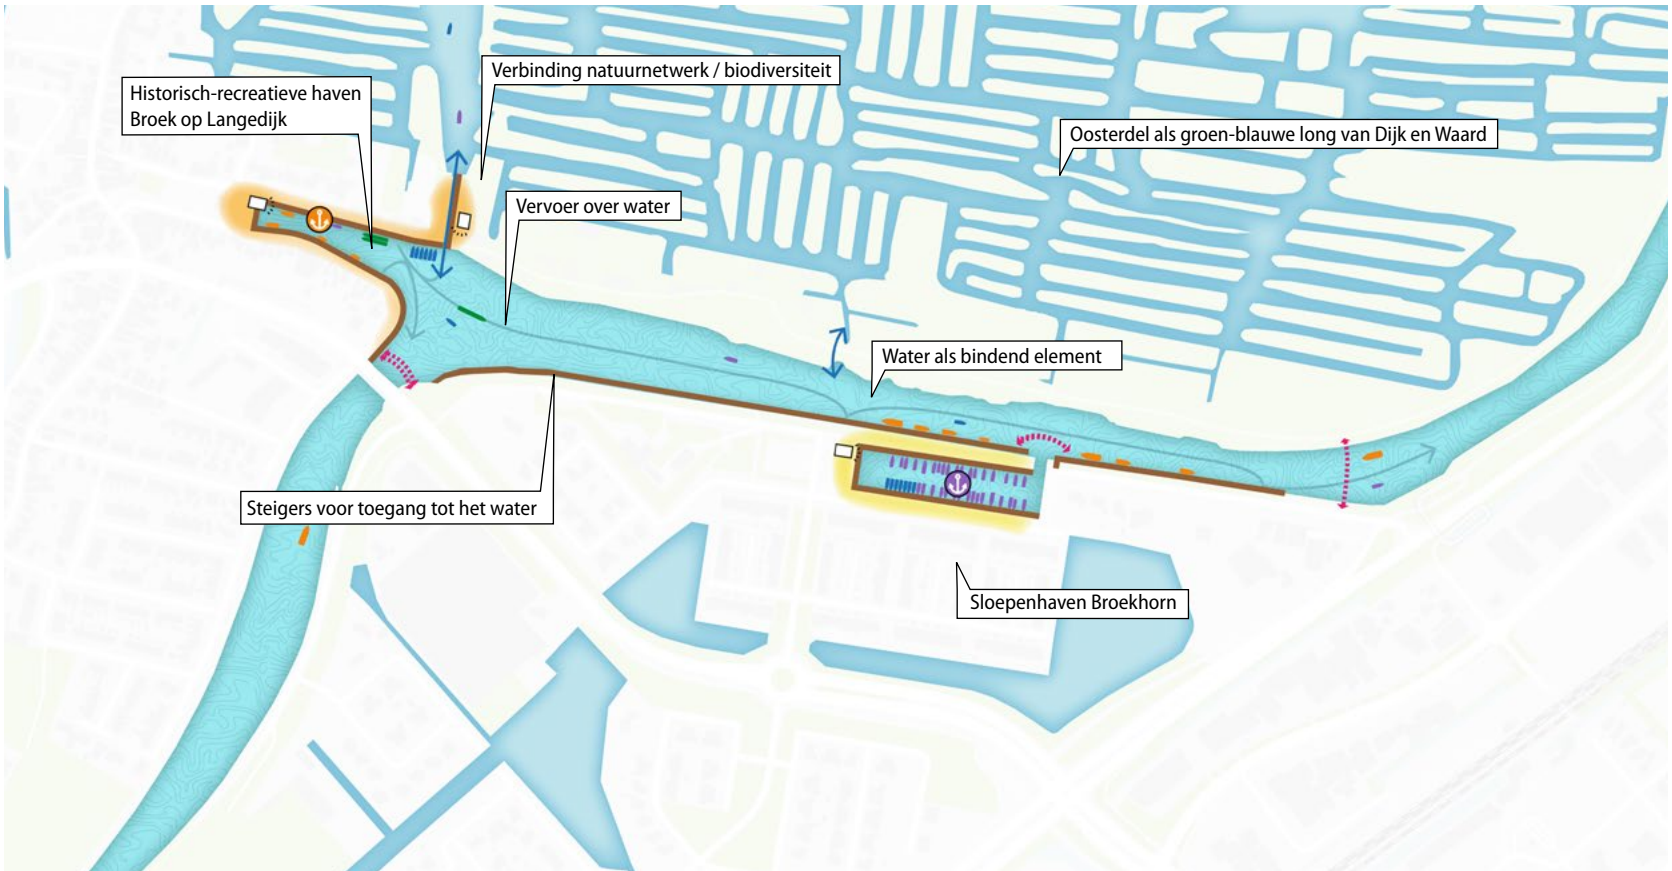 Verbinding natuurnetwerk / biodiversiteit
Historisch-recreatieve haven
Broek op Langedijk
Oosterdel als groen-blauwe long van Dijk en Waard
Vervoer over water
Water als bindend element
Steigers voor toegang tot het water
Sloepenhaven Broekhorn